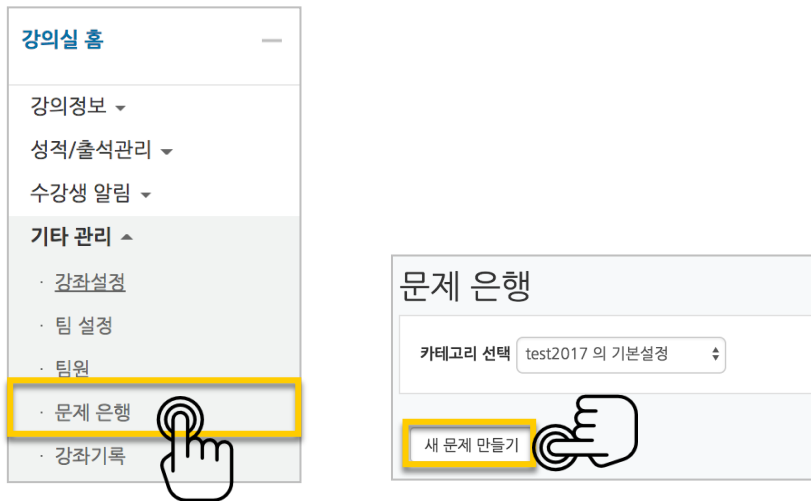 강의실 홈
강의정보
성적/출석관리
수강생 알림
기타 관리
· 강좌설정
· 팀 설정
· 팀원
· 문제 은행
· 강좌기록
문제 은행
카테고리 선택 test2017 의 기본설정
새 문제 만들기